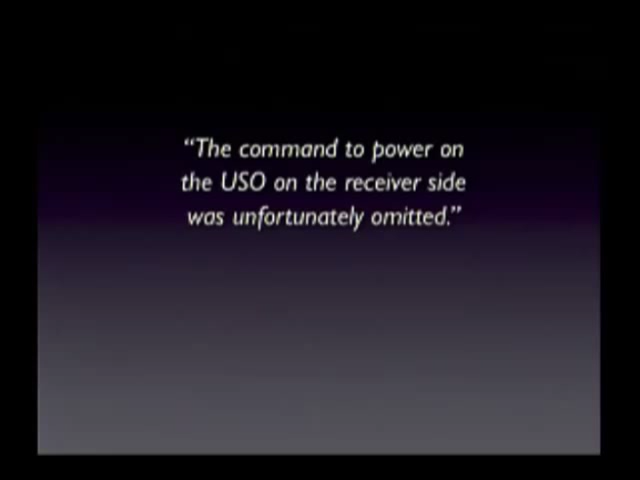 “The command to power on
the USO on the receiver side
was unfortunately omitted.”